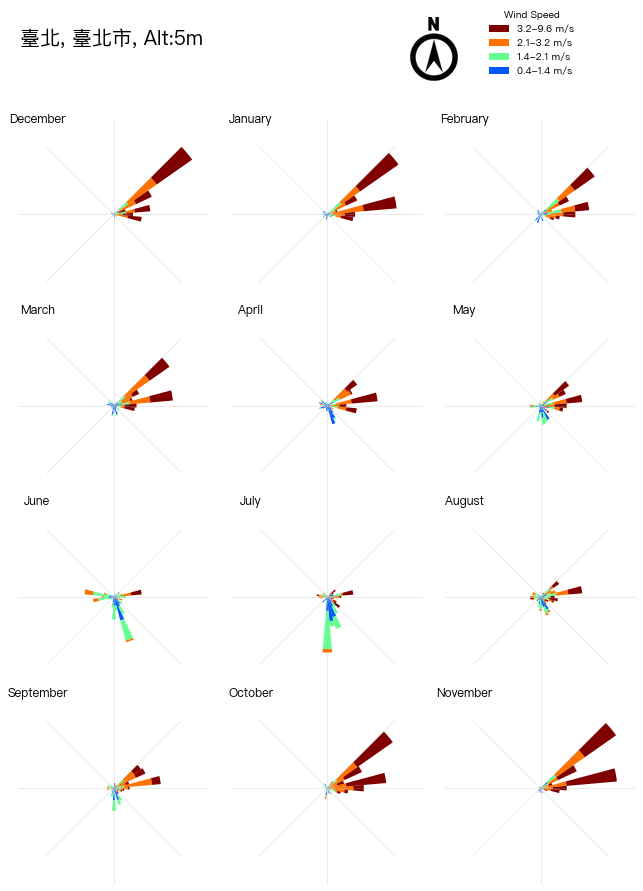 臺北, 臺北市, Alt:5m
N
Wind Speed
3.2–9.6 m/s
2.1–3.2 m/s
1.4–2.1 m/s
0.4–1.4 m/s
December
January
February
March
April
May
June
July
August
September
October
November